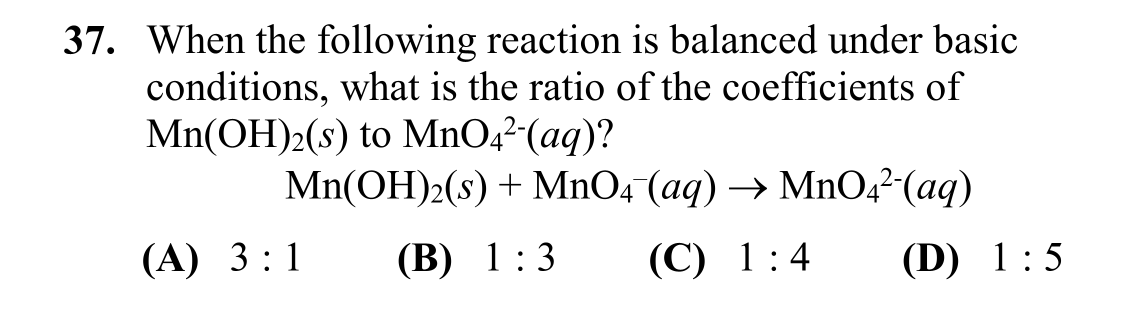 37. When the following reaction is balanced under basic
conditions, what is the ratio of the coefficients of
Mn(OH)₂(s) to MnO₄²⁻(aq)?
Mn(OH)₂(s) + MnO₄⁻(aq) → MnO₄²⁻(aq)
(A) 3 : 1 (B) 1 : 3 (C) 1 : 4 (D) 1 : 5